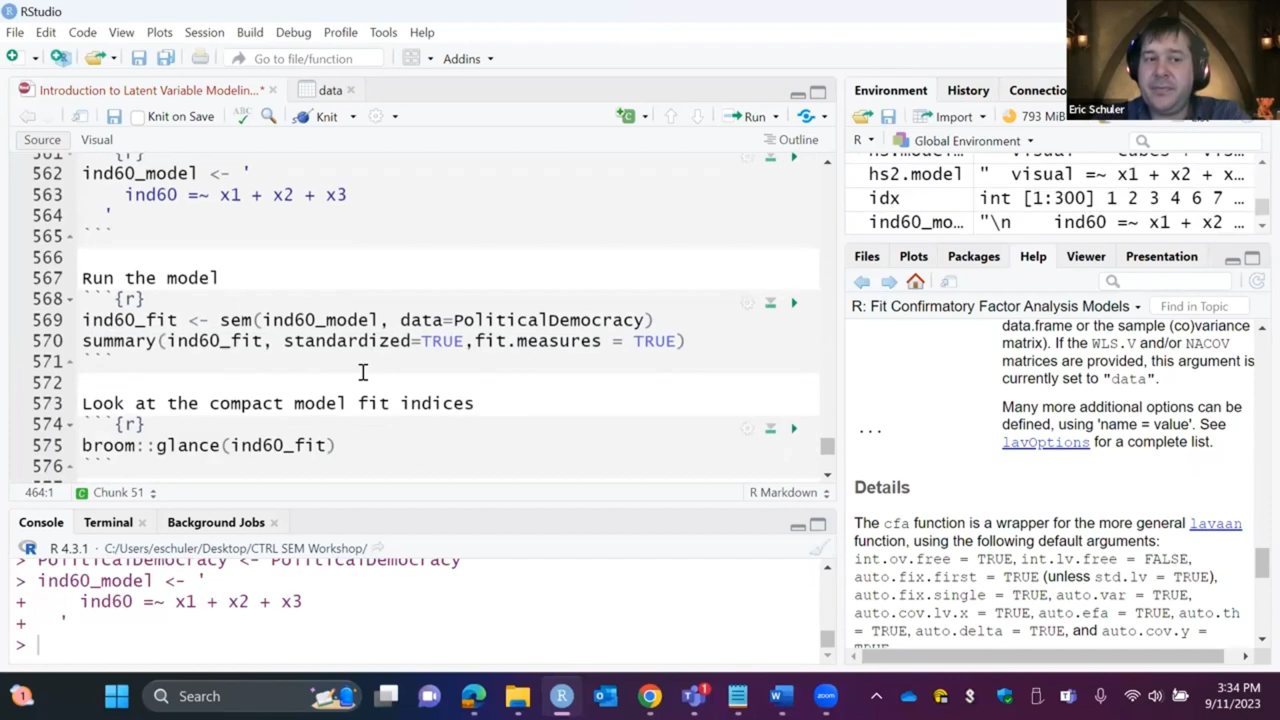 RStudio
File Edit Code View Plots Session Build Debug Profile Tools Help
Go to file/function
Addins
Eric Schuler
Introduction to Latent Variable Modelin...*
data
Knit on Save
ABC
Knit
Run
Source
Visual
Outline
561 ```{r}
562 ind60_model <- '
563     ind60 =~ x1 + x2 + x3
564   '
565 ```
566
567 Run the model
568 ```{r}
569 ind60_fit <- sem(ind60_model, data=PoliticalDemocracy)
570 summary(ind60_fit, standardized=TRUE,fit.measures = TRUE)
571 ```
572
573 Look at the compact model fit indices
574 ```{r}
575 broom::glance(ind60_fit)
576 ```
464:1
Chunk 51
R Markdown
Console
Terminal
Background Jobs
R 4.3.1 · C:/Users/eschuler/Desktop/CTRL SEM Workshop/
> PoliticalDemocracy <- PoliticalDemocracy
> ind60_model <- '
+     ind60 =~ x1 + x2 + x3
+   '
>
Environment
History
Connectio
Import
793 MiB
R
Global Environment
hs.model… " visual =~ cubes + vis…
hs2.model " visual =~ x1 + x2 + x…
idx int [1:300] 1 2 3 4 6 7 …
ind60_mo… "\n    ind60 =~ x1 + x2 …
Files
Plots
Packages
Help
Viewer
Presentation
R: Fit Confirmatory Factor Analysis Models
Find in Topic
data.frame or the sample (co)variance
matrix). If the WLS.V and/or NACOV
matrices are provided, this argument is
currently set to "data".
... Many more additional options can be
defined, using 'name = value'. See
lavOptions for a complete list.
Details
The cfa function is a wrapper for the more general lavaan
function, using the following default arguments:
int.ov.free = TRUE, int.lv.free = FALSE,
auto.fix.first = TRUE (unless std.lv = TRUE),
auto.fix.single = TRUE, auto.var = TRUE,
auto.cov.lv.x = TRUE, auto.efa = TRUE, auto.th
= TRUE, auto.delta = TRUE, and auto.cov.y =
TRUE
1
Search
zoom
3:34 PM
9/11/2023